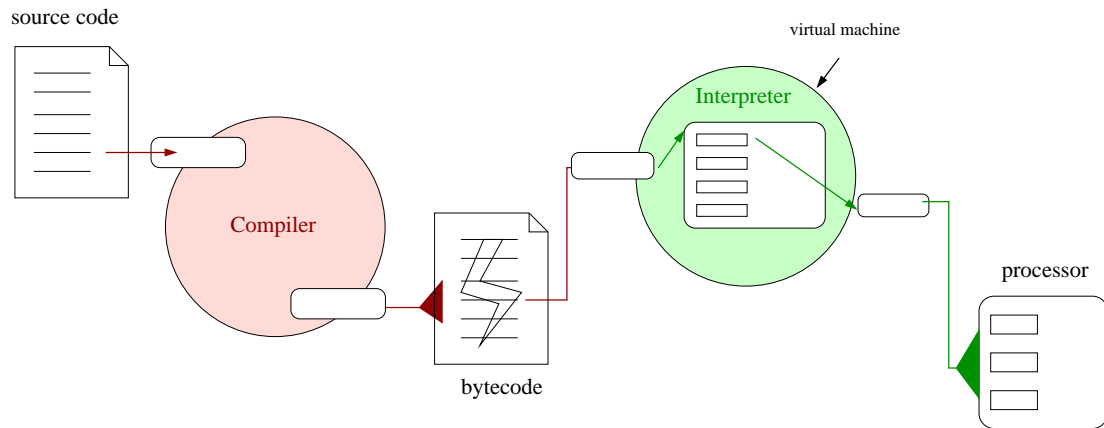 source code
virtual machine
Interpreter
Compiler
processor
bytecode